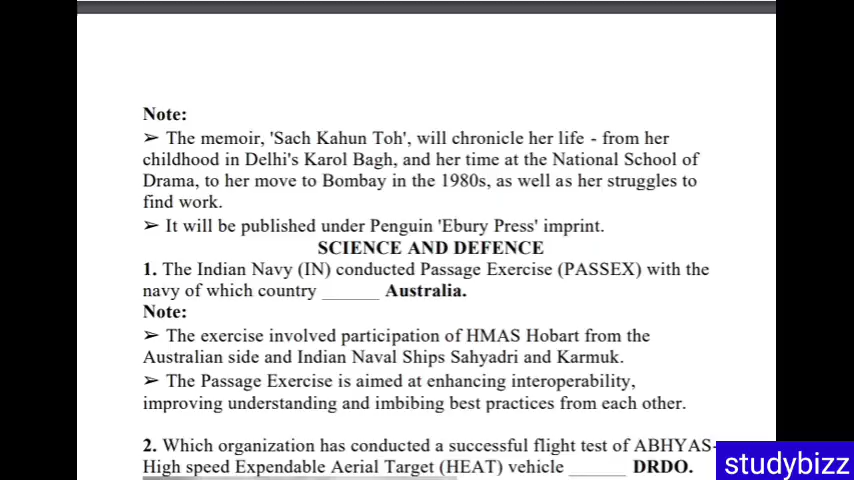 Note:
➢ The memoir, 'Sach Kahun Toh', will chronicle her life - from her
childhood in Delhi's Karol Bagh, and her time at the National School of
Drama, to her move to Bombay in the 1980s, as well as her struggles to
find work.
➢ It will be published under Penguin 'Ebury Press' imprint.
SCIENCE AND DEFENCE
1. The Indian Navy (IN) conducted Passage Exercise (PASSEX) with the
navy of which country ______ Australia.
Note:
➢ The exercise involved participation of HMAS Hobart from the
Australian side and Indian Naval Ships Sahyadri and Karmuk.
➢ The Passage Exercise is aimed at enhancing interoperability,
improving understanding and imbibing best practices from each other.
2. Which organization has conducted a successful flight test of ABHYAS-
High speed Expendable Aerial Target (HEAT) vehicle ______ DRDO.
studybizz